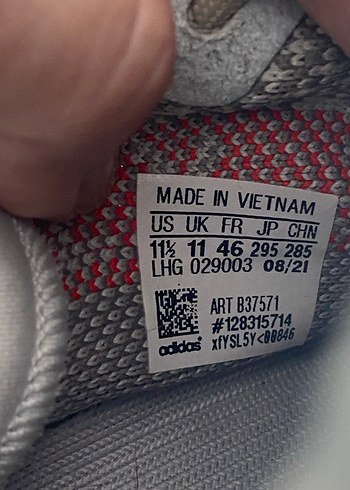 MADE IN VIETNAM
US UK FR JP CHN
11½ 11 46 295 285
LHG 029003 08/21
ART B37571
#128315714
adidas xfYSL5Y<00846